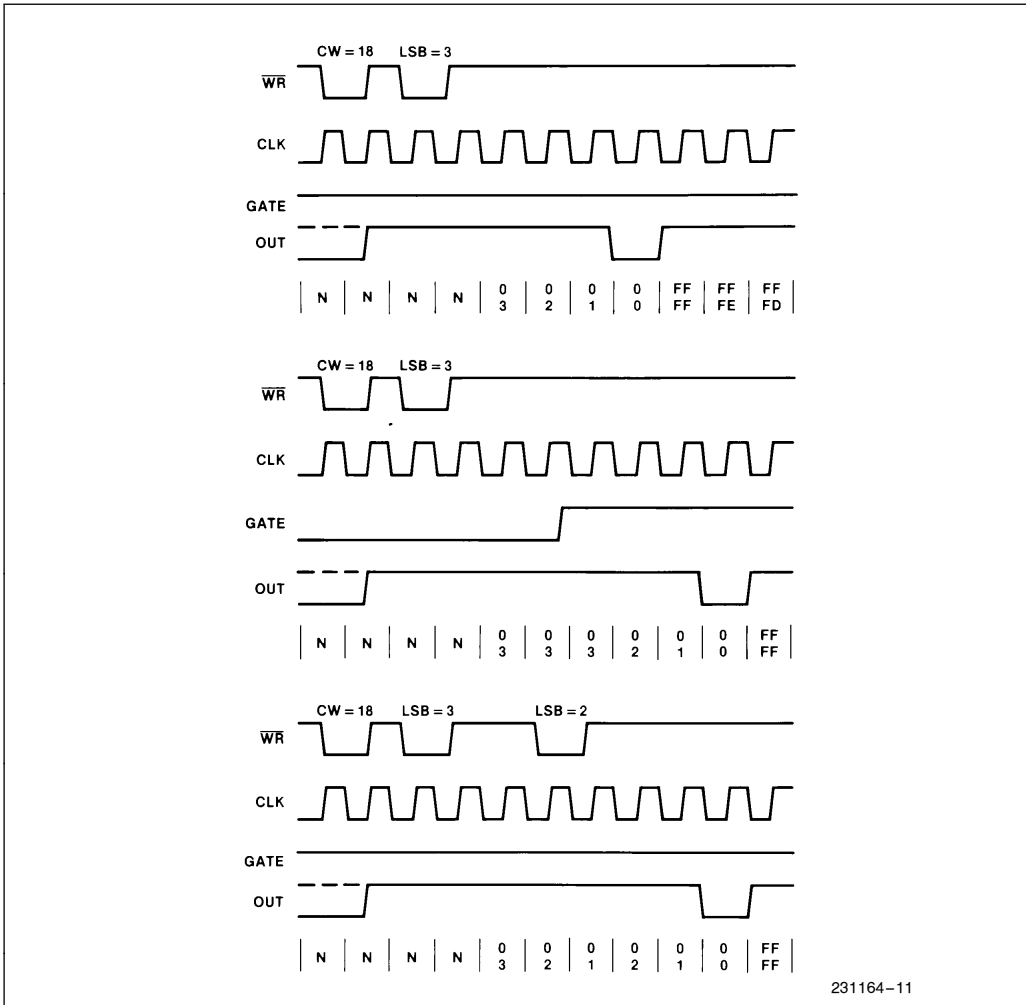 CW = 18 LSB = 3
WR
CLK
GATE
OUT
N N N N 0 0 0 0 FF FF FF
3 2 1 0 FF FE FD
CW = 18 LSB = 3
WR
CLK
GATE
OUT
N N N N 0 0 0 0 0 0 FF
3 3 3 2 1 0 FF
CW = 18 LSB = 3 LSB = 2
WR
CLK
GATE
OUT
N N N N 0 0 0 0 0 0 FF
3 2 1 2 1 0 FF
231164–11